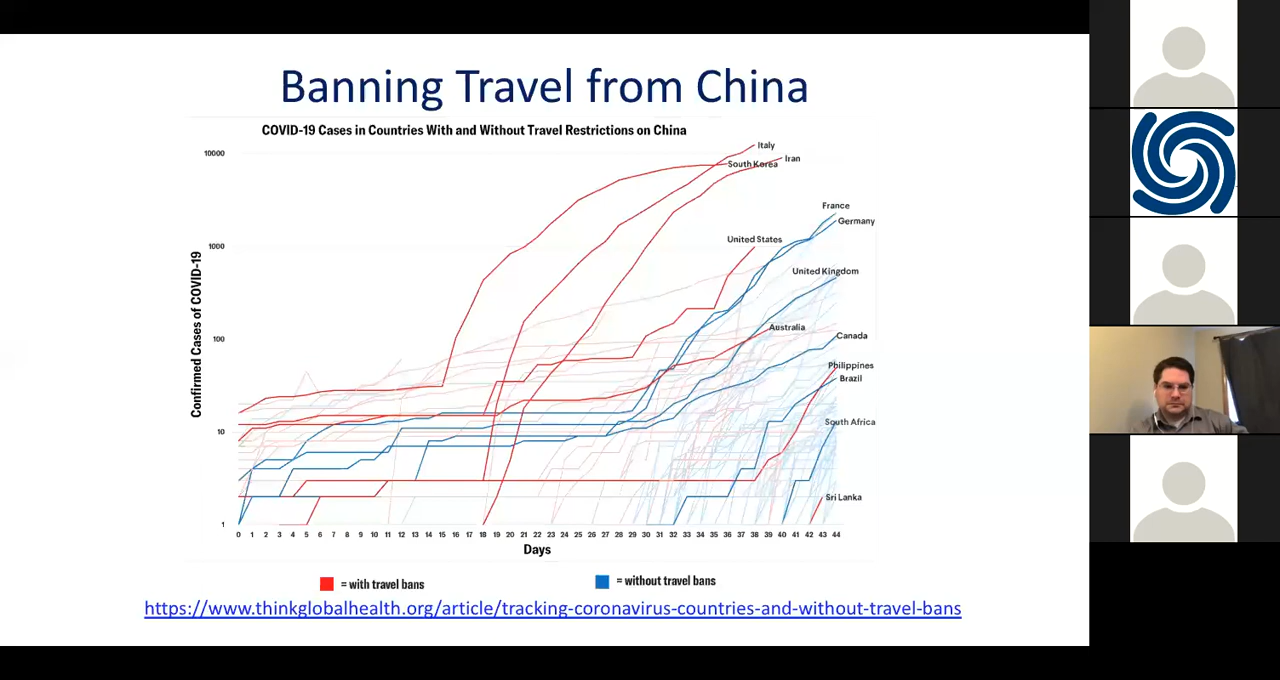 Banning Travel from China
COVID-19 Cases in Countries With and Without Travel Restrictions on China
10000
1000
100
10
1
Confirmed Cases of COVID-19
Italy
Iran
South Korea
France
Germany
United States
United Kingdom
Australia
Canada
Philippines
Brazil
South Africa
Sri Lanka
0 1 2 3 4 5 6 7 8 9 10 11 12 13 14 15 16 17 18 19 20 21 22 23 24 25 26 27 28 29 30 31 32 33 34 35 36 37 38 39 40 41 42 43 44
Days
= with travel bans
= without travel bans
https://www.thinkglobalhealth.org/article/tracking-coronavirus-countries-and-without-travel-bans